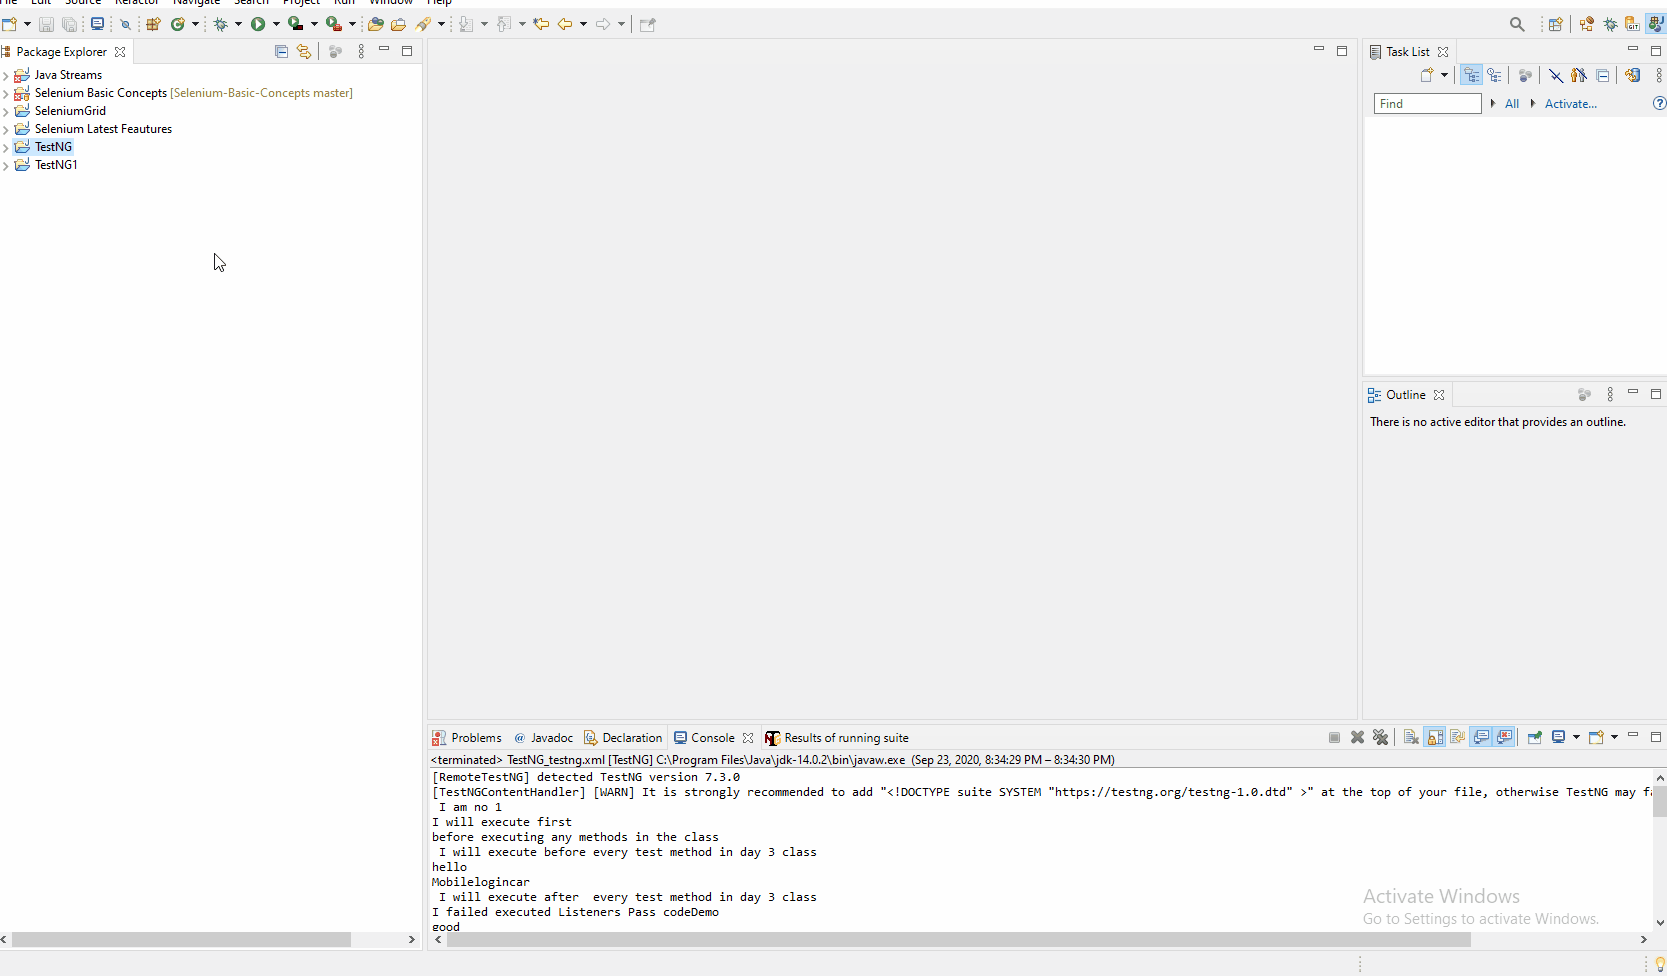 File Edit Source Refactor Navigate Search Project Run Window Help
Package Explorer
Java Streams
Selenium Basic Concepts [Selenium-Basic-Concepts master]
SeleniumGrid
Selenium Latest Feautures
TestNG
TestNG1
Task List
Find All Activate...
Outline
There is no active editor that provides an outline.
Problems @ Javadoc Declaration Console Results of running suite
<terminated> TestNG_testng.xml [TestNG] C:\Program Files\Java\jdk-14.0.2\bin\javaw.exe (Sep 23, 2020, 8:34:29 PM – 8:34:30 PM)
[RemoteTestNG] detected TestNG version 7.3.0
[TestNGContentHandler] [WARN] It is strongly recommended to add "<!DOCTYPE suite SYSTEM "https://testng.org/testng-1.0.dtd" >" at the top of your file, otherwise TestNG may
I am no 1
I will execute first
before executing any methods in the class
I will execute before every test method in day 3 class
hello
Mobilelogincar
I will execute after  every test method in day 3 class
I failed executed Listeners Pass codeDemo
good
Activate Windows
Go to Settings to activate Windows.